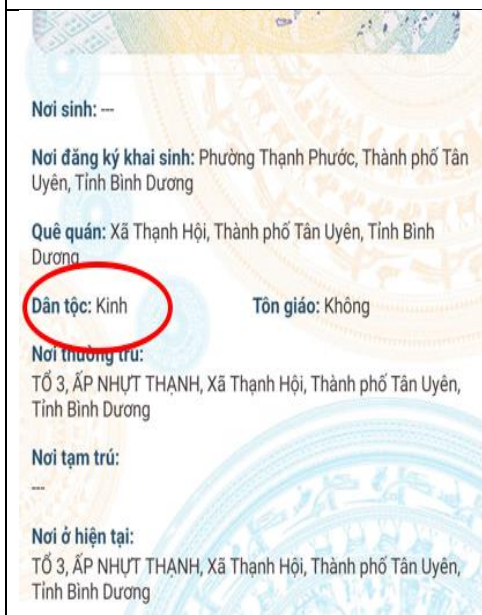 Nơi sinh: ---
Nơi đăng ký khai sinh: Phường Thạnh Phước, Thành phố Tân
Uyên, Tỉnh Bình Dương
Quê quán: Xã Thạnh Hội, Thành phố Tân Uyên, Tỉnh Bình
Dương
Dân tộc: Kinh Tôn giáo: Không
Nơi thường trú:
TỔ 3, ẤP NHỰT THẠNH, Xã Thạnh Hội, Thành phố Tân Uyên,
Tỉnh Bình Dương
Nơi tạm trú:
---
Nơi ở hiện tại:
TỔ 3, ẤP NHỰT THẠNH, Xã Thạnh Hội, Thành phố Tân Uyên,
Tỉnh Bình Dương